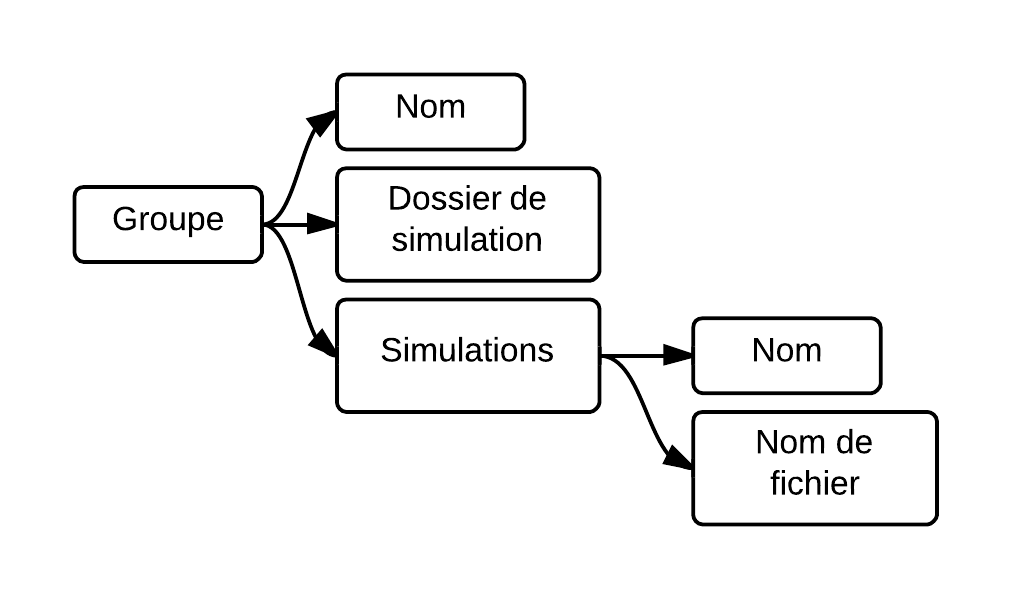 Nom
Groupe
Dossier de
simulation
Simulations
Nom
Nom de
fichier